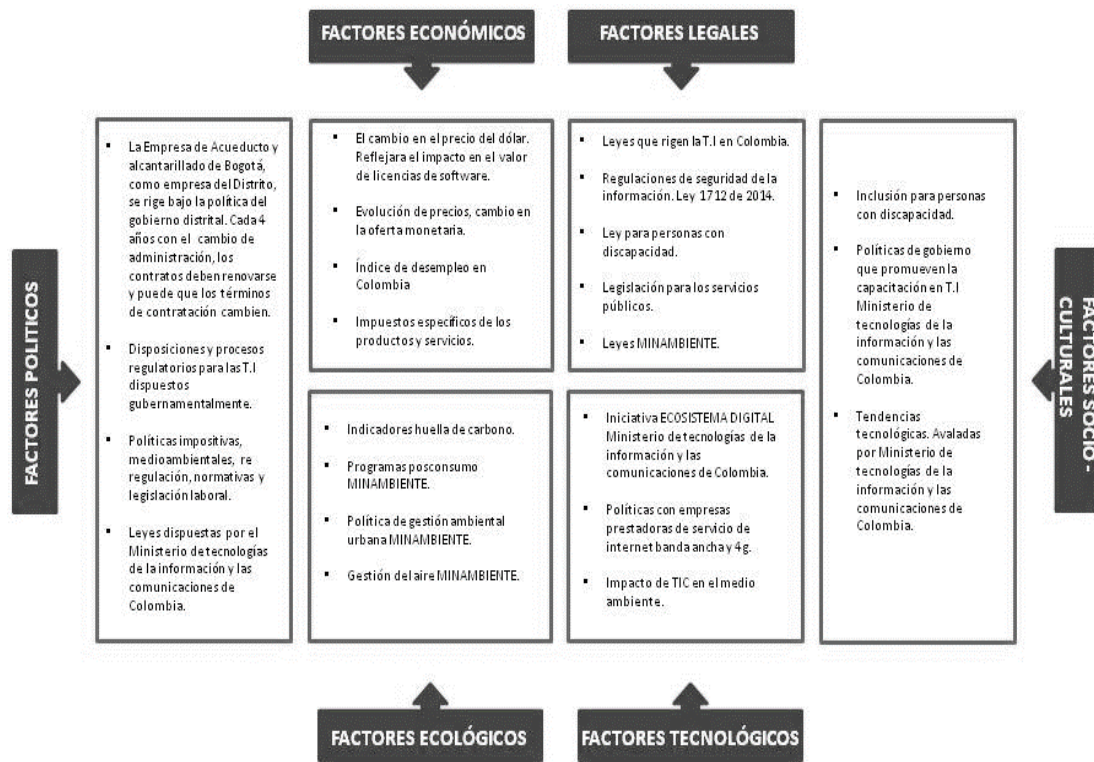 FACTORES ECONÓMICOS
FACTORES LEGALES
FACTORES POLITICOS
▪ La Empresa de Acueducto y
alcantarillado de Bogotá,
como empresa del Distrito,
se rige bajo la política del
gobierno distrital. Cada 4
años con el cambio de
administración, los
contratos deben renovarse
y puede que los términos
de contratación cambien.
▪ Disposiciones y procesos
regulatorios para las T.I
dispuestos
gubernamentalmente.
▪ Políticas impositivas,
medioambientales, re
regulación, normativas y
legislación laboral.
▪ Leyes dispuestas por el
Ministerio de tecnologías
de la información y las
comunicaciones de
Colombia.
▪ El cambio en el precio del dólar.
Reflejara el impacto en el valor
de licencias de software.
▪ Evolución de precios, cambio en
la oferta monetaria.
▪ Índice de desempleo en
Colombia
▪ Impuestos específicos de los
productos y servicios.
▪ Leyes que rigen la T.I en Colombia.
▪ Regulaciones de seguridad de la
información. Ley 1712 de 2014.
▪ Ley para personas con
discapacidad.
▪ Legislación para los servicios
públicos.
▪ Leyes MINAMBIENTE.
▪ Indicadores huella de carbono.
▪ Programas posconsumo
MINAMBIENTE.
▪ Política de gestión ambiental
urbana MINAMBIENTE.
▪ Gestión del aire MINAMBIENTE.
▪ Iniciativa ECOSISTEMA DIGITAL
Ministerio de tecnologías de la
información y las
comunicaciones de Colombia.
▪ Políticas con empresas
prestadoras de servicio de
internet banda ancha y 4g.
▪ Impacto de TIC en el medio
ambiente.
▪ Inclusión para personas
con discapacidad.
▪ Políticas de gobierno
que promueven la
capacitación en T.I
Ministerio de
tecnologías de la
información y las
comunicaciones de
Colombia.
▪ Tendencias
tecnológicas. Avaladas
por Ministerio de
tecnologías de la
información y las
comunicaciones de
Colombia.
FACTORES SOCIO -
CULTURALES
FACTORES ECOLÓGICOS
FACTORES TECNOLÓGICOS